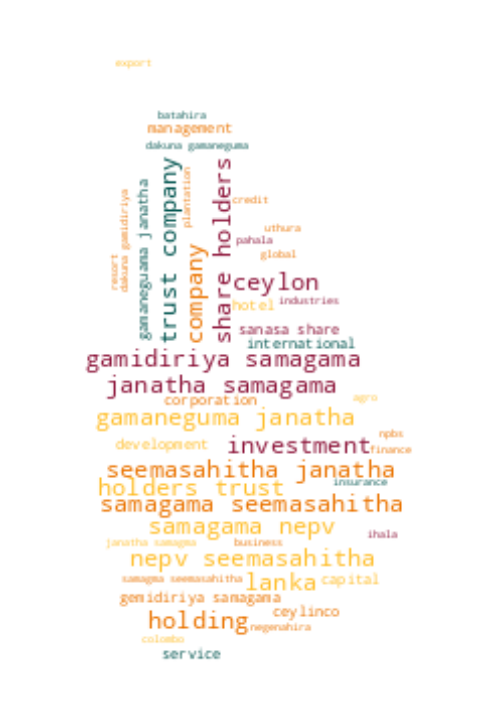 export
batahira
management
dakuna gamaneguma
resort
dakuna gamidiriya
gamaneguama janatha
trust company
plantation
company
share holders
credit
uthura
pahala
global
ceylon
hotel
industries
sanasa share
international
gamidiriya samagama
janatha samagama
corporation
agro
gamaneguma janatha
npbs
development
investment
finance
seemasahitha janatha
holders trust
insurance
samagama seemasahitha
samagama nepv
ihala
janatha samagma
business
nepv seemasahitha
samagma seemasahitha
lanka
capital
gemidiriya samagama
ceylinco
holding
negenahira
colombo
service